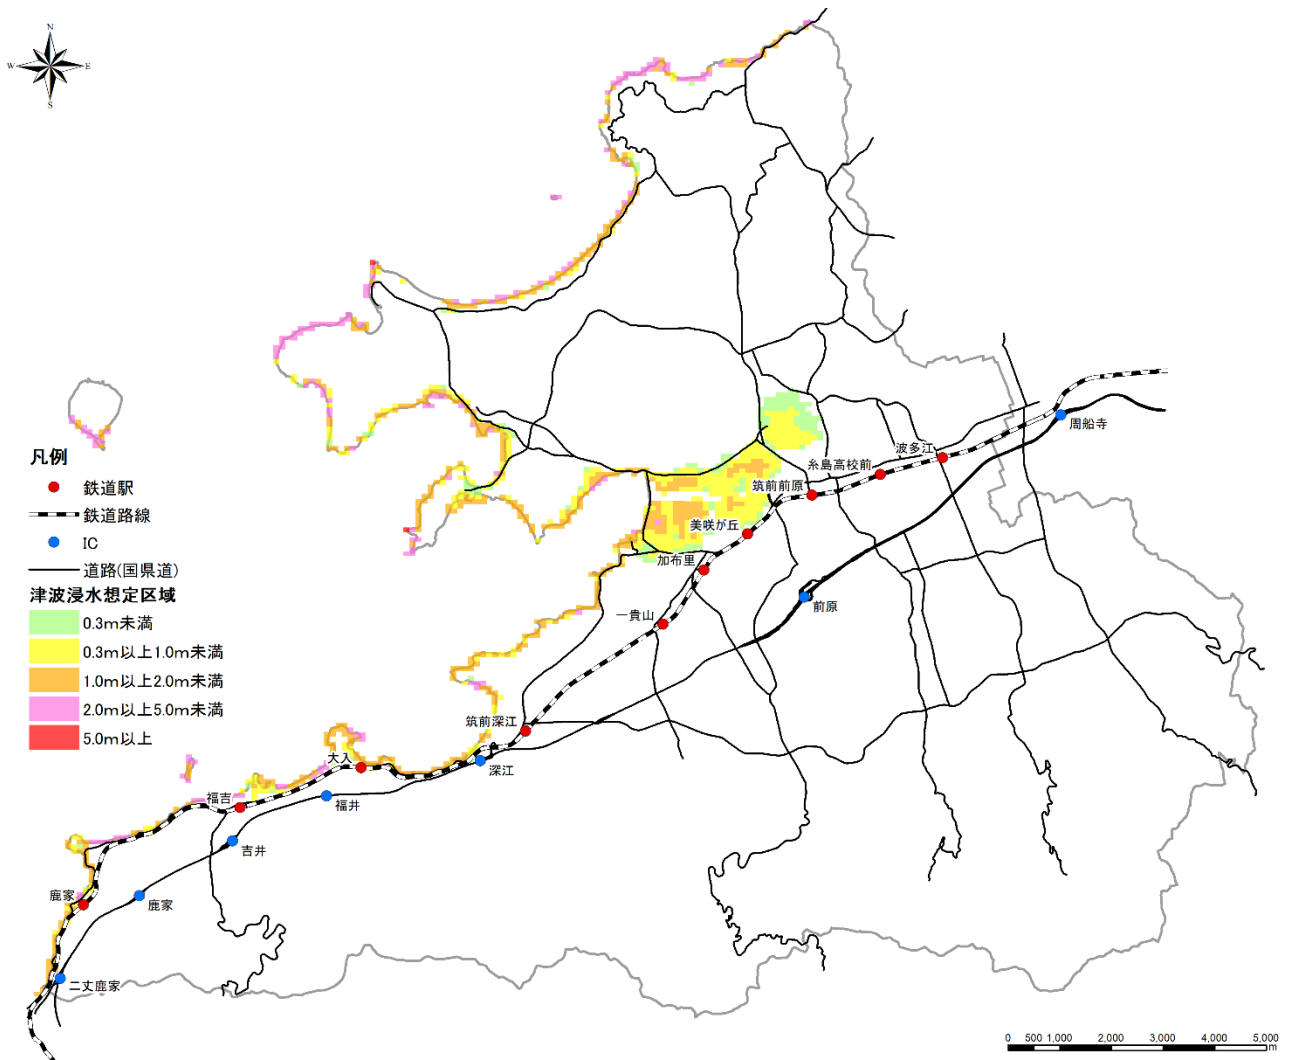 N
W
E
S
周船寺
波多江
糸島高校前
筑前前原
美咲が丘
加布里
前原
一貴山
筑前深江
深江
大入
福井
福吉
吉井
鹿家
鹿家
二丈鹿家
凡例
鉄道駅
鉄道路線
IC
道路(国県道)
津波浸水想定区域
0.3m未満
0.3m以上1.0m未満
1.0m以上2.0m未満
2.0m以上5.0m未満
5.0m以上
0 500 1,000 2,000 3,000 4,000 5,000
m